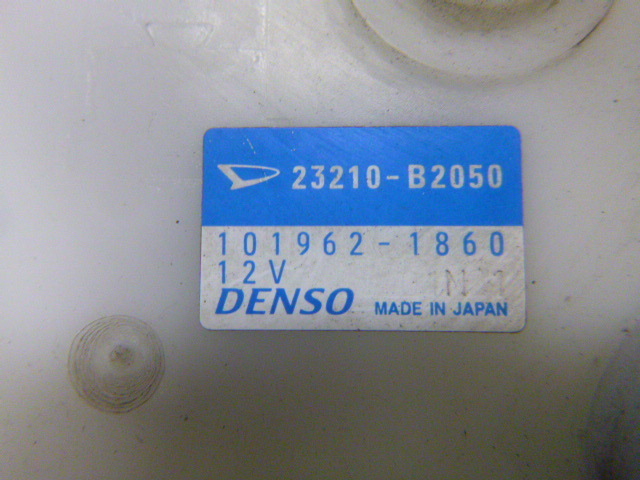 23210-B2050
101962-1860
12V
DENSO MADE IN JAPAN